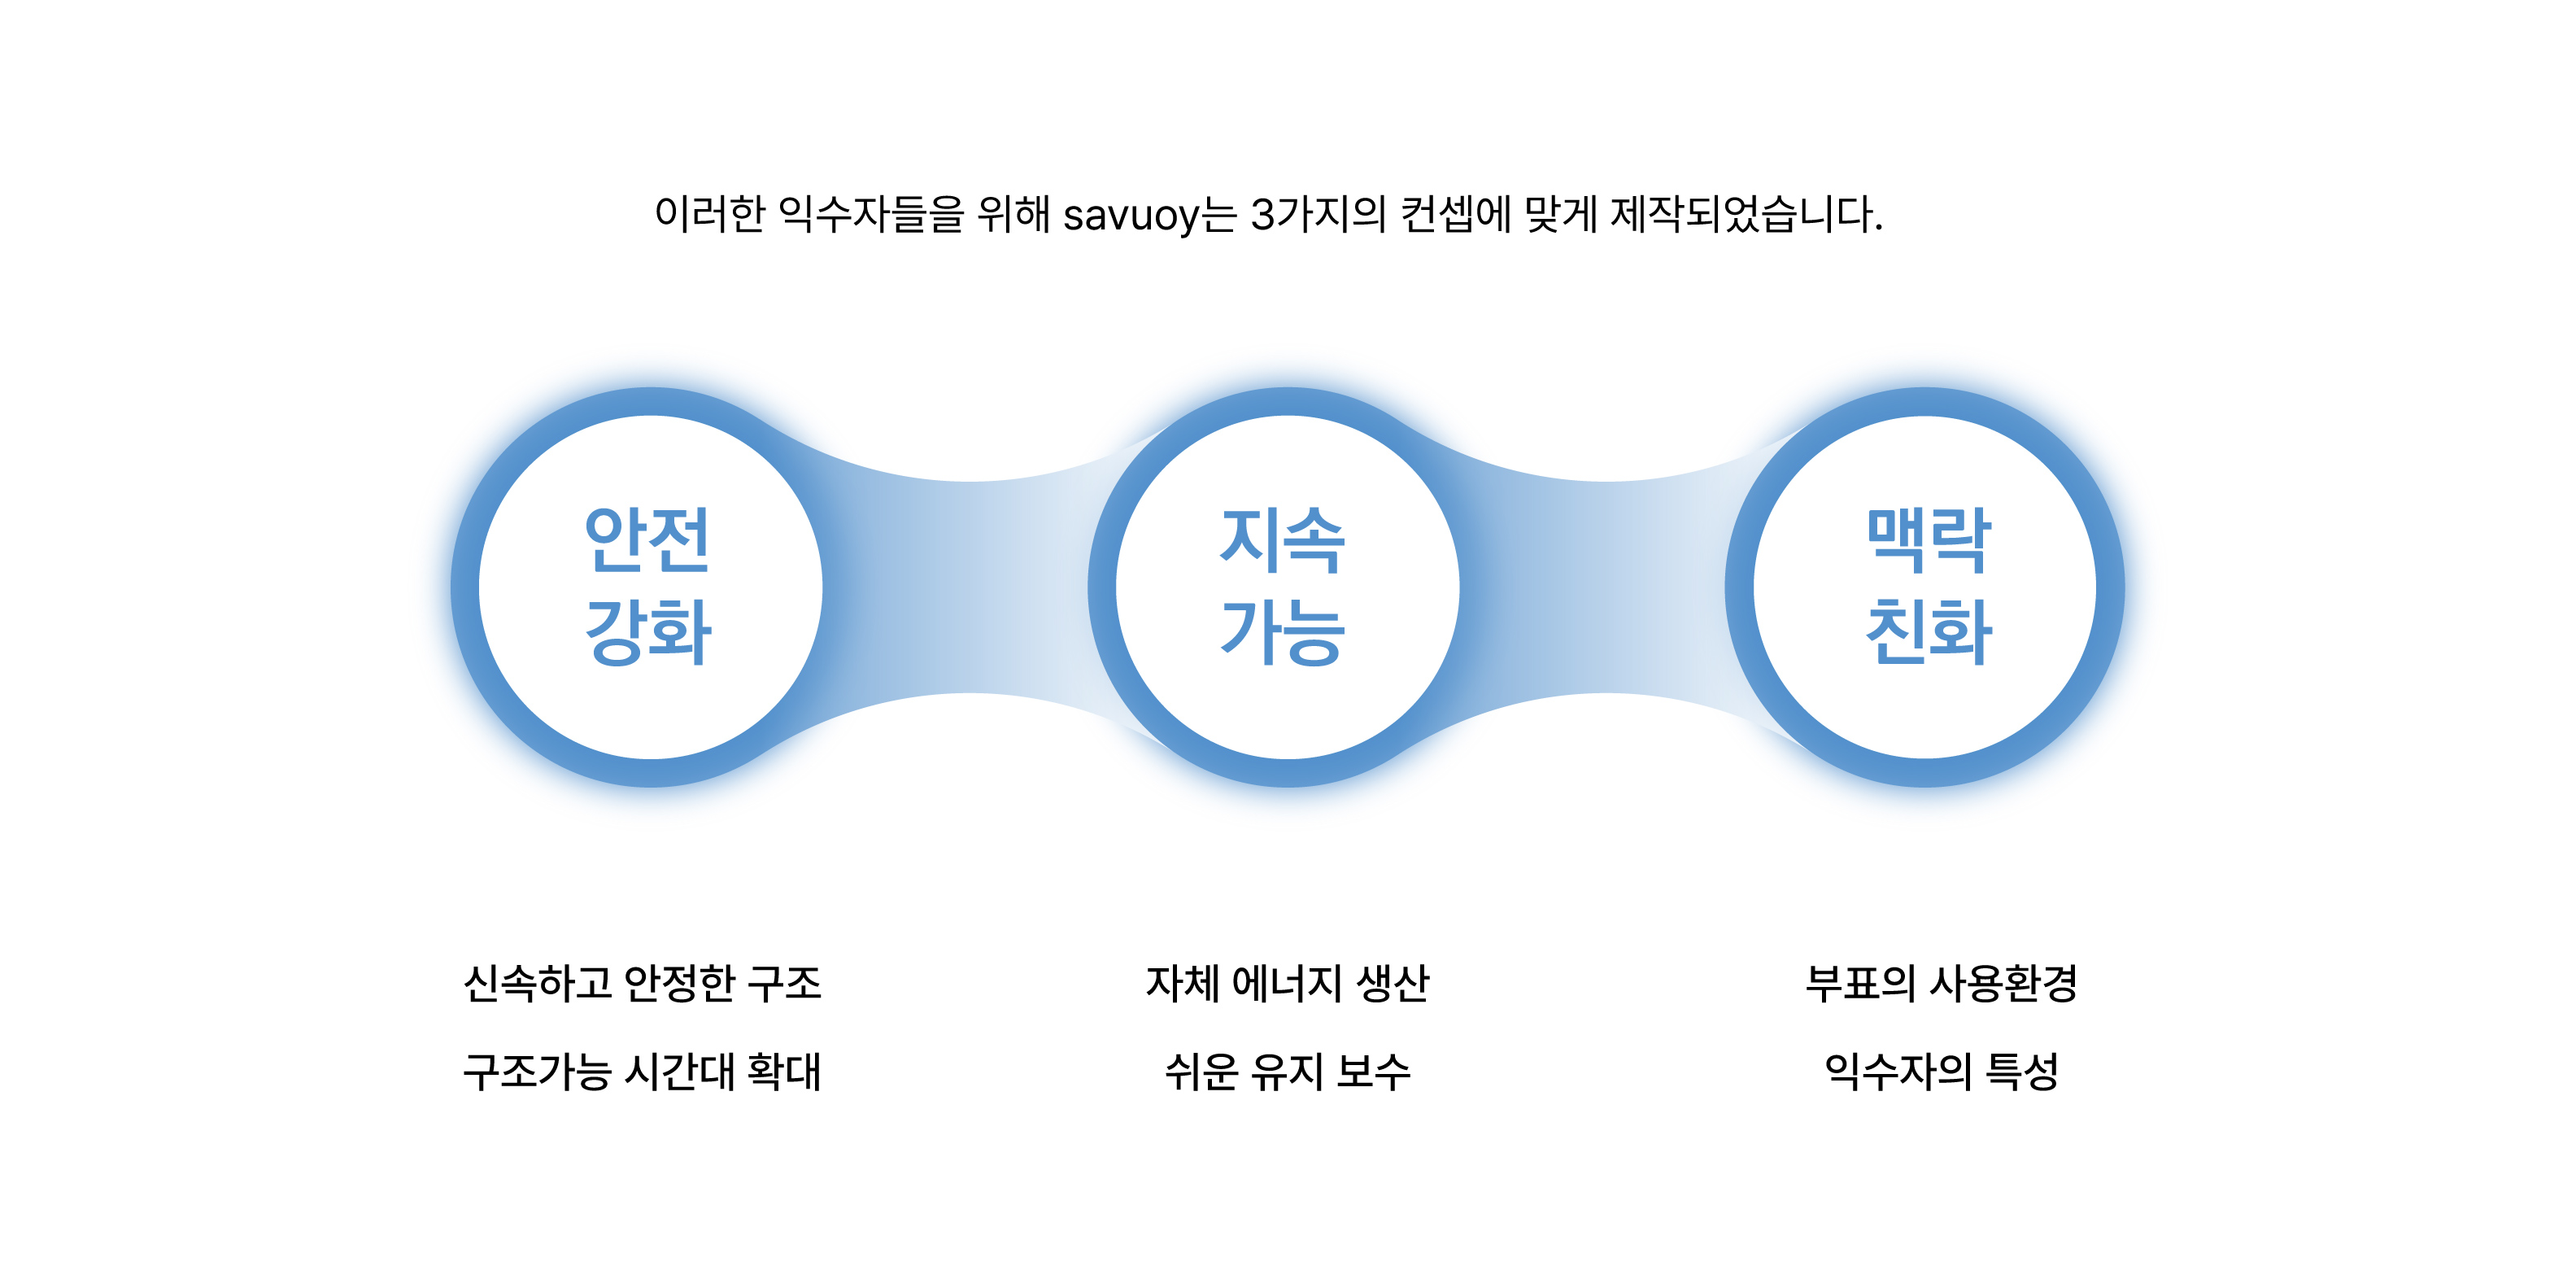 이러한 익수자들을 위해 savuoy는 3가지의 컨셉에 맞게 제작되었습니다.
안전
강화
지속
가능
맥락
친화
신속하고 안정한 구조
구조가능 시간대 확대
자체 에너지 생산
쉬운 유지 보수
부표의 사용환경
익수자의 특성